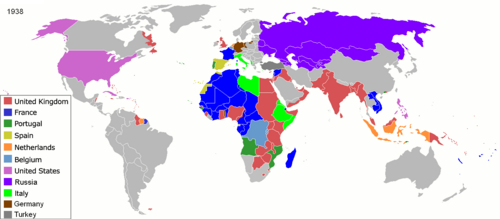 1938
United Kingdom
France
Portugal
Spain
Netherlands
Belgium
United States
Russia
Italy
Germany
Turkey